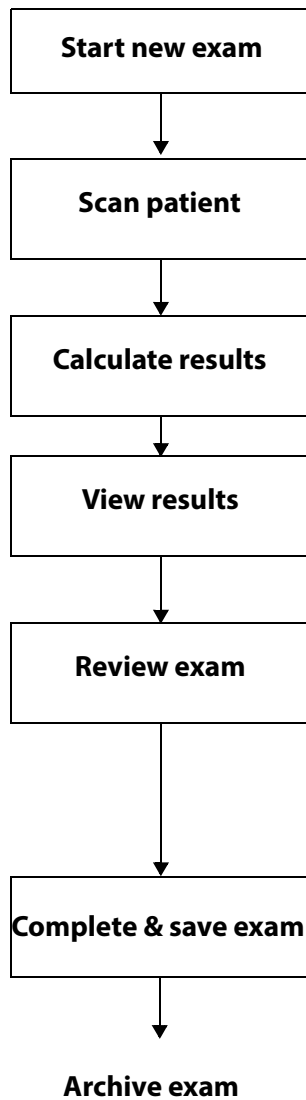 Start new exam
Scan patient
Calculate results
View results
Review exam
Complete & save exam
Archive exam